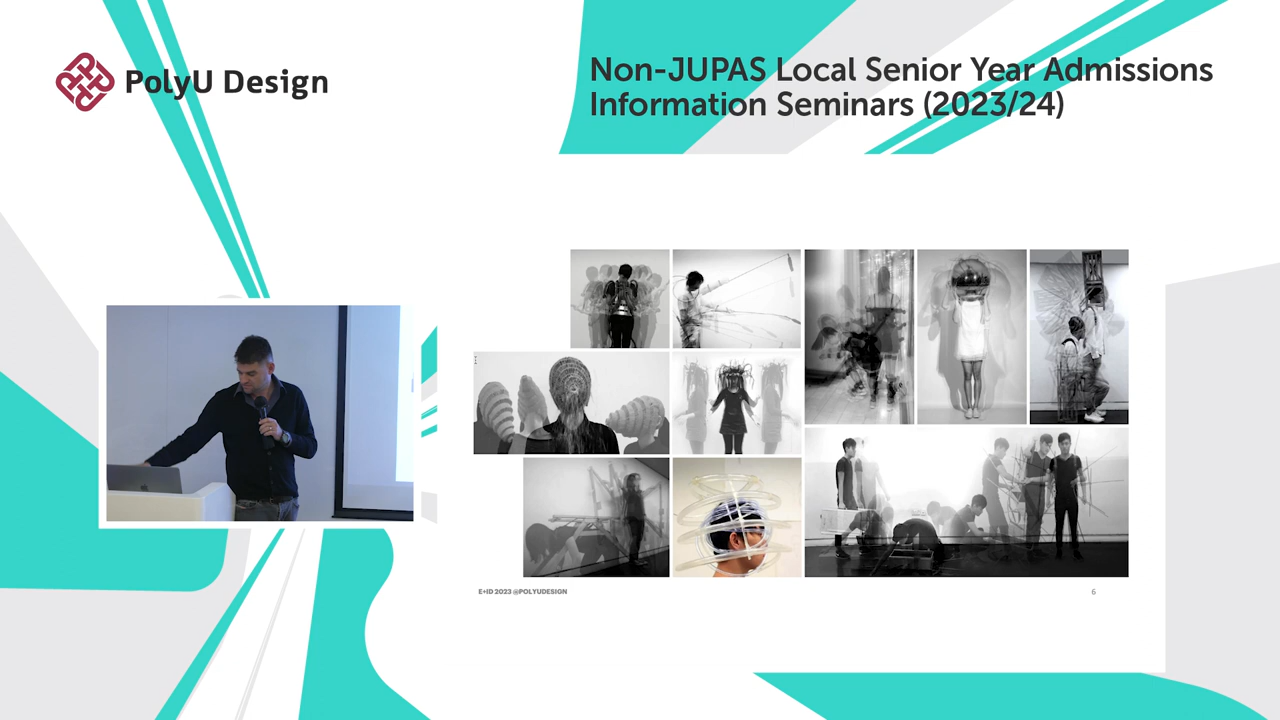 PolyU Design
Non-JUPAS Local Senior Year Admissions
Information Seminars (2023/24)
E+ID 2023 @POLYUDESIGN
6